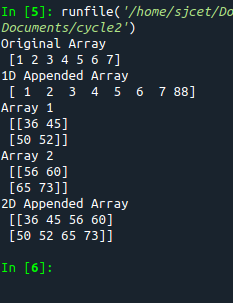 In [5]: runfile('/home/sjcet/Do
Documents/cycle2')
Original Array
[1 2 3 4 5 6 7]
1D Appended Array
[ 1 2 3 4 5 6 7 88]
Array 1
[[36 45]
[50 52]]
Array 2
[[56 60]
[65 73]]
2D Appended Array
[[36 45 56 60]
[50 52 65 73]]
In [6]: